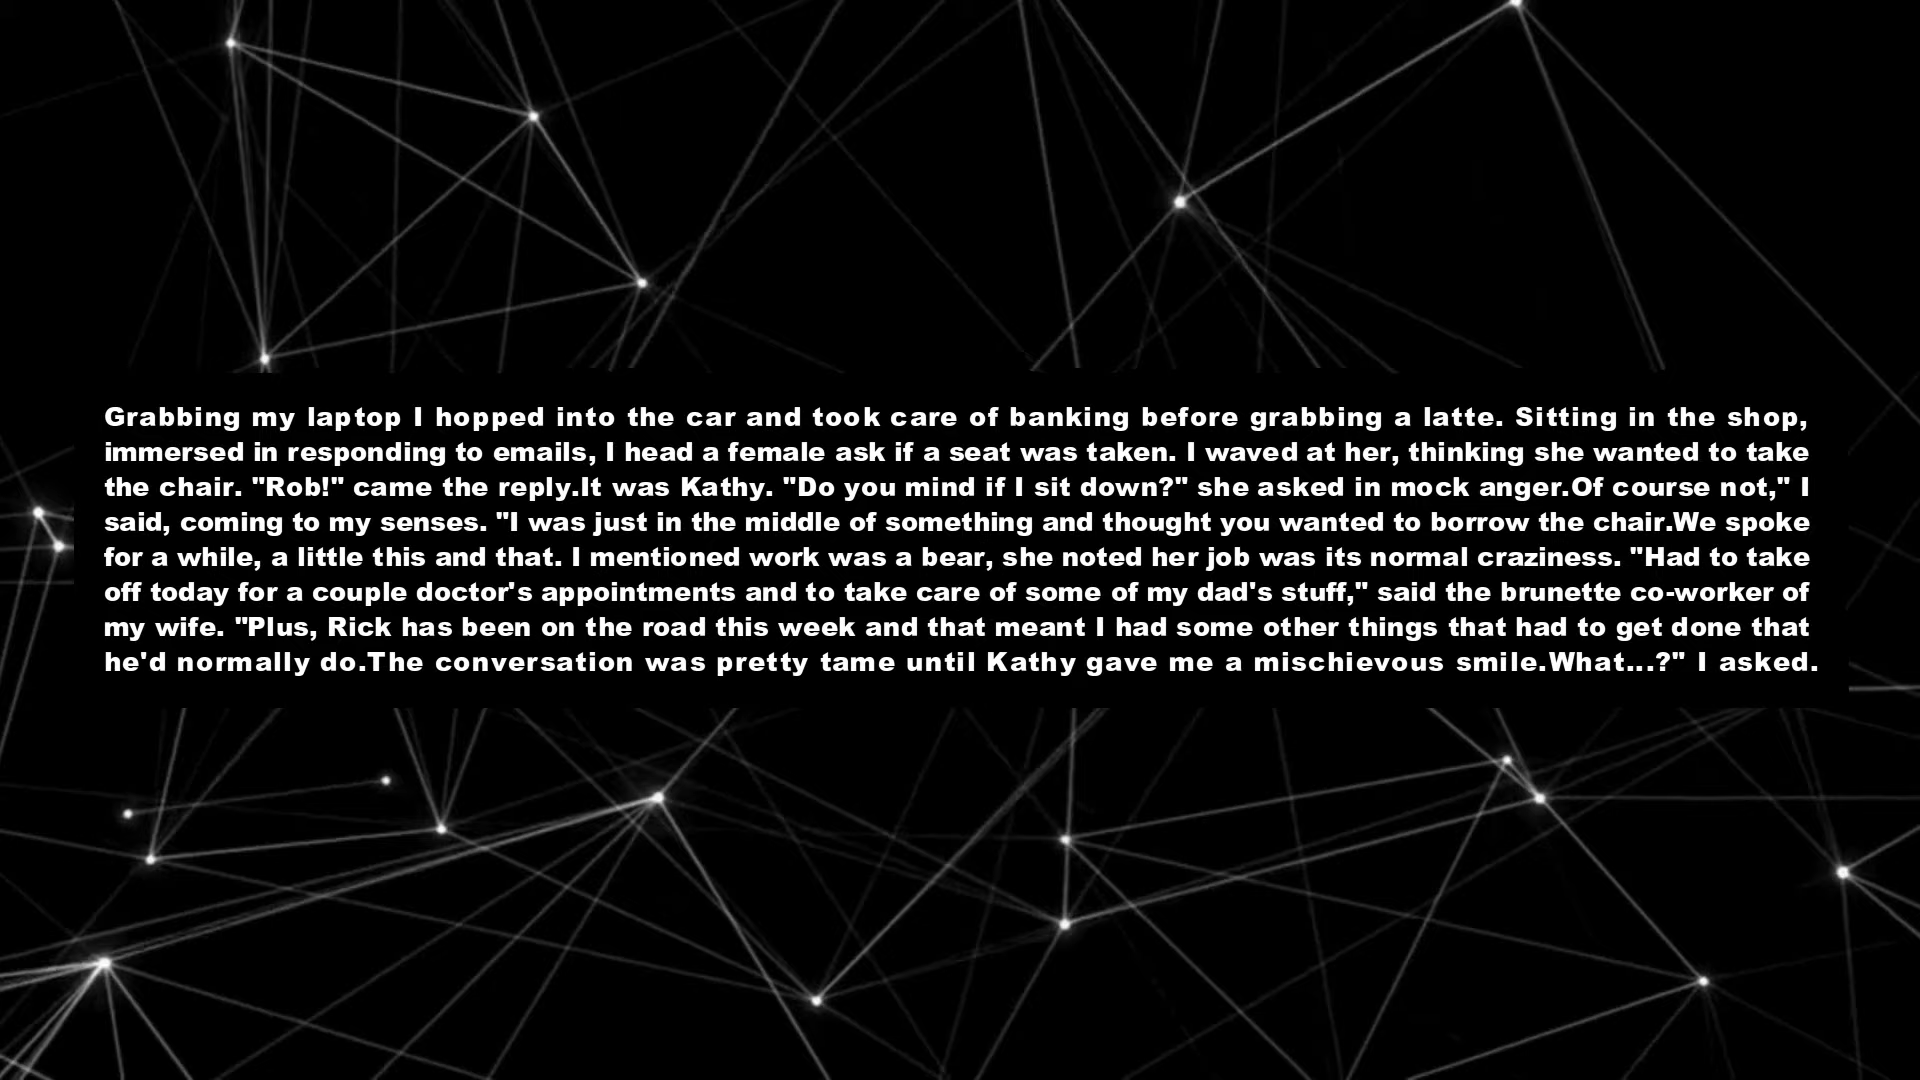 Grabbing my laptop I hopped into the car and took care of banking before grabbing a latte. Sitting in the shop,
immersed in responding to emails, I head a female ask if a seat was taken. I waved at her, thinking she wanted to take
the chair. "Rob!" came the reply.It was Kathy. "Do you mind if I sit down?" she asked in mock anger.Of course not," I
said, coming to my senses. "I was just in the middle of something and thought you wanted to borrow the chair.We spoke
for a while, a little this and that. I mentioned work was a bear, she noted her job was its normal craziness. "Had to take
off today for a couple doctor's appointments and to take care of some of my dad's stuff," said the brunette co-worker of
my wife. "Plus, Rick has been on the road this week and that meant I had some other things that had to get done that
he'd normally do.The conversation was pretty tame until Kathy gave me a mischievous smile.What...?" I asked.